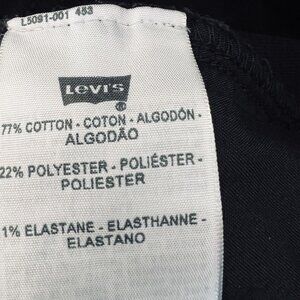 L5091-001 453
LEVI'S
®
77% COTTON - COTON - ALGODÓN -
ALGODÃO
22% POLYESTER - POLIÉSTER -
POLIESTER
1% ELASTANE - ELASTHANNE -
ELASTANO